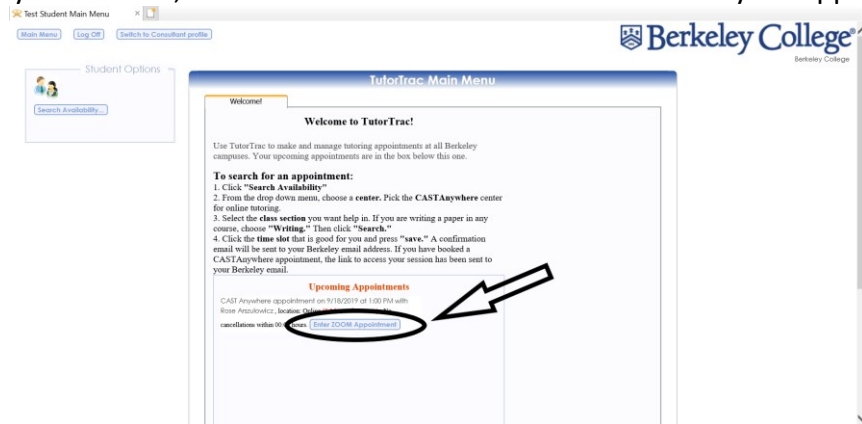 Test Student Main Menu
Main Menu Log Off Switch to Consultant profile
Berkeley College®
Berkeley College
Student Options
Search Availability...
TutorTrac Main Menu
Welcome!
Welcome to TutorTrac!
Use TutorTrac to make and manage tutoring appointments at all Berkeley
campuses. Your upcoming appointments are in the box below this one.
To search for an appointment:
1. Click "Search Availability"
2. From the drop down menu, choose a center. Pick the CASTAnywhere center
for online tutoring.
3. Select the class section you want help in. If you are writing a paper in any
course, choose "Writing." Then click "Search."
4. Click the time slot that is good for you and press "save." A confirmation
email will be sent to your Berkeley email address. If you have booked a
CASTAnywhere appointment, the link to access your session has been sent to
your Berkeley email.
Upcoming Appointments
CAST Anywhere appointment on 9/18/2019 at 1:00 PM with
Rose Anszulowicz, location: Online
cancellations within hours. Enter ZOOM Appointment